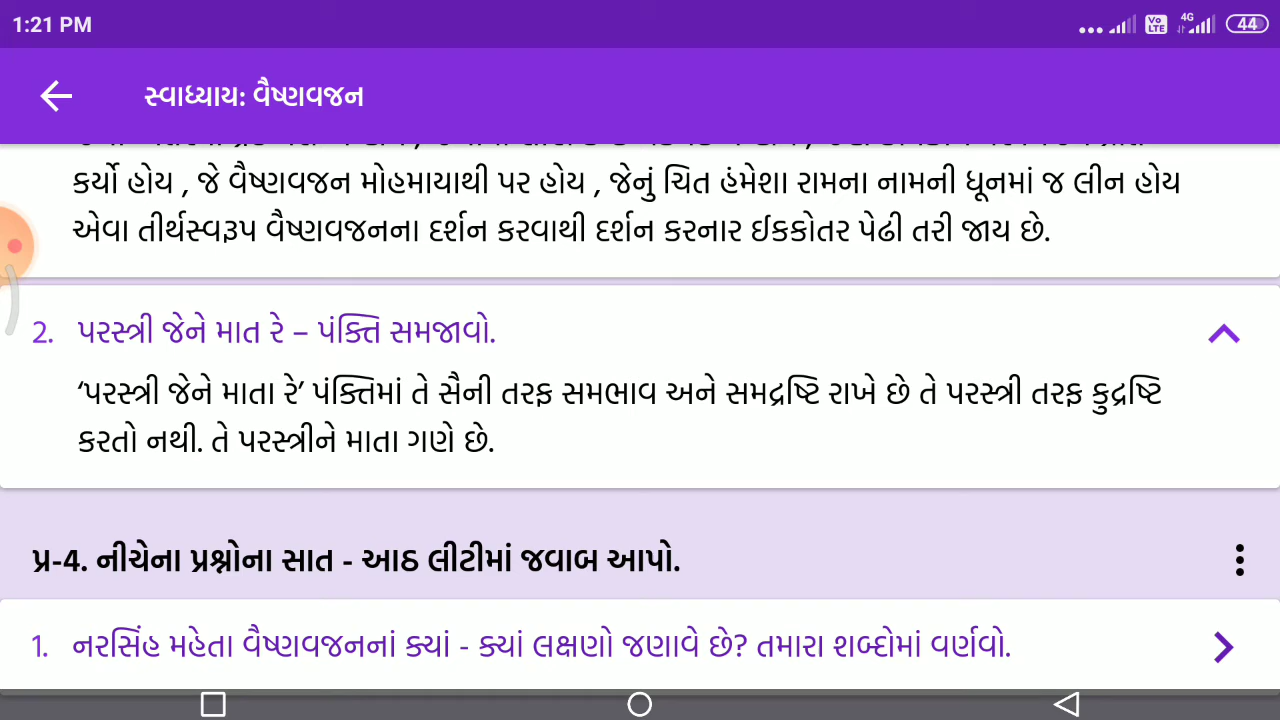 1:21 PM
4G
Vo LTE
44
સ્વાધ્યાય: વૈષ્ણવજન
કર્યો હોય , જે વૈષ્ણવજન મોહમાયાથી પર હોય , જેનું ચિત હંમેશા રામના નામની ધૂનમાં જ લીન હોય
એવા તીર્થસ્વરૂપ વૈષ્ણવજનના દર્શન કરવાથી દર્શન કરનાર ઈકકોતર પેઢી તરી જાય છે.
2. પરસ્ત્રી જેને માત રે – પંક્તિ સમજાવો.
‘પરસ્ત્રી જેને માતા રે’ પંક્તિમાં તે સૈની તરફ સમભાવ અને સમદ્રષ્ટિ રાખે છે તે પરસ્ત્રી તરફ કુદ્રષ્ટિ
કરતો નથી. તે પરસ્ત્રીને માતા ગણે છે.
પ્ર-4. નીચેના પ્રશ્નોના સાત - આઠ લીટીમાં જવાબ આપો.
1. નરસિંહ મહેતા વૈષ્ણવજનનાં ક્યાં - ક્યાં લક્ષણો જણાવે છે? તમારા શબ્દોમાં વર્ણવો.